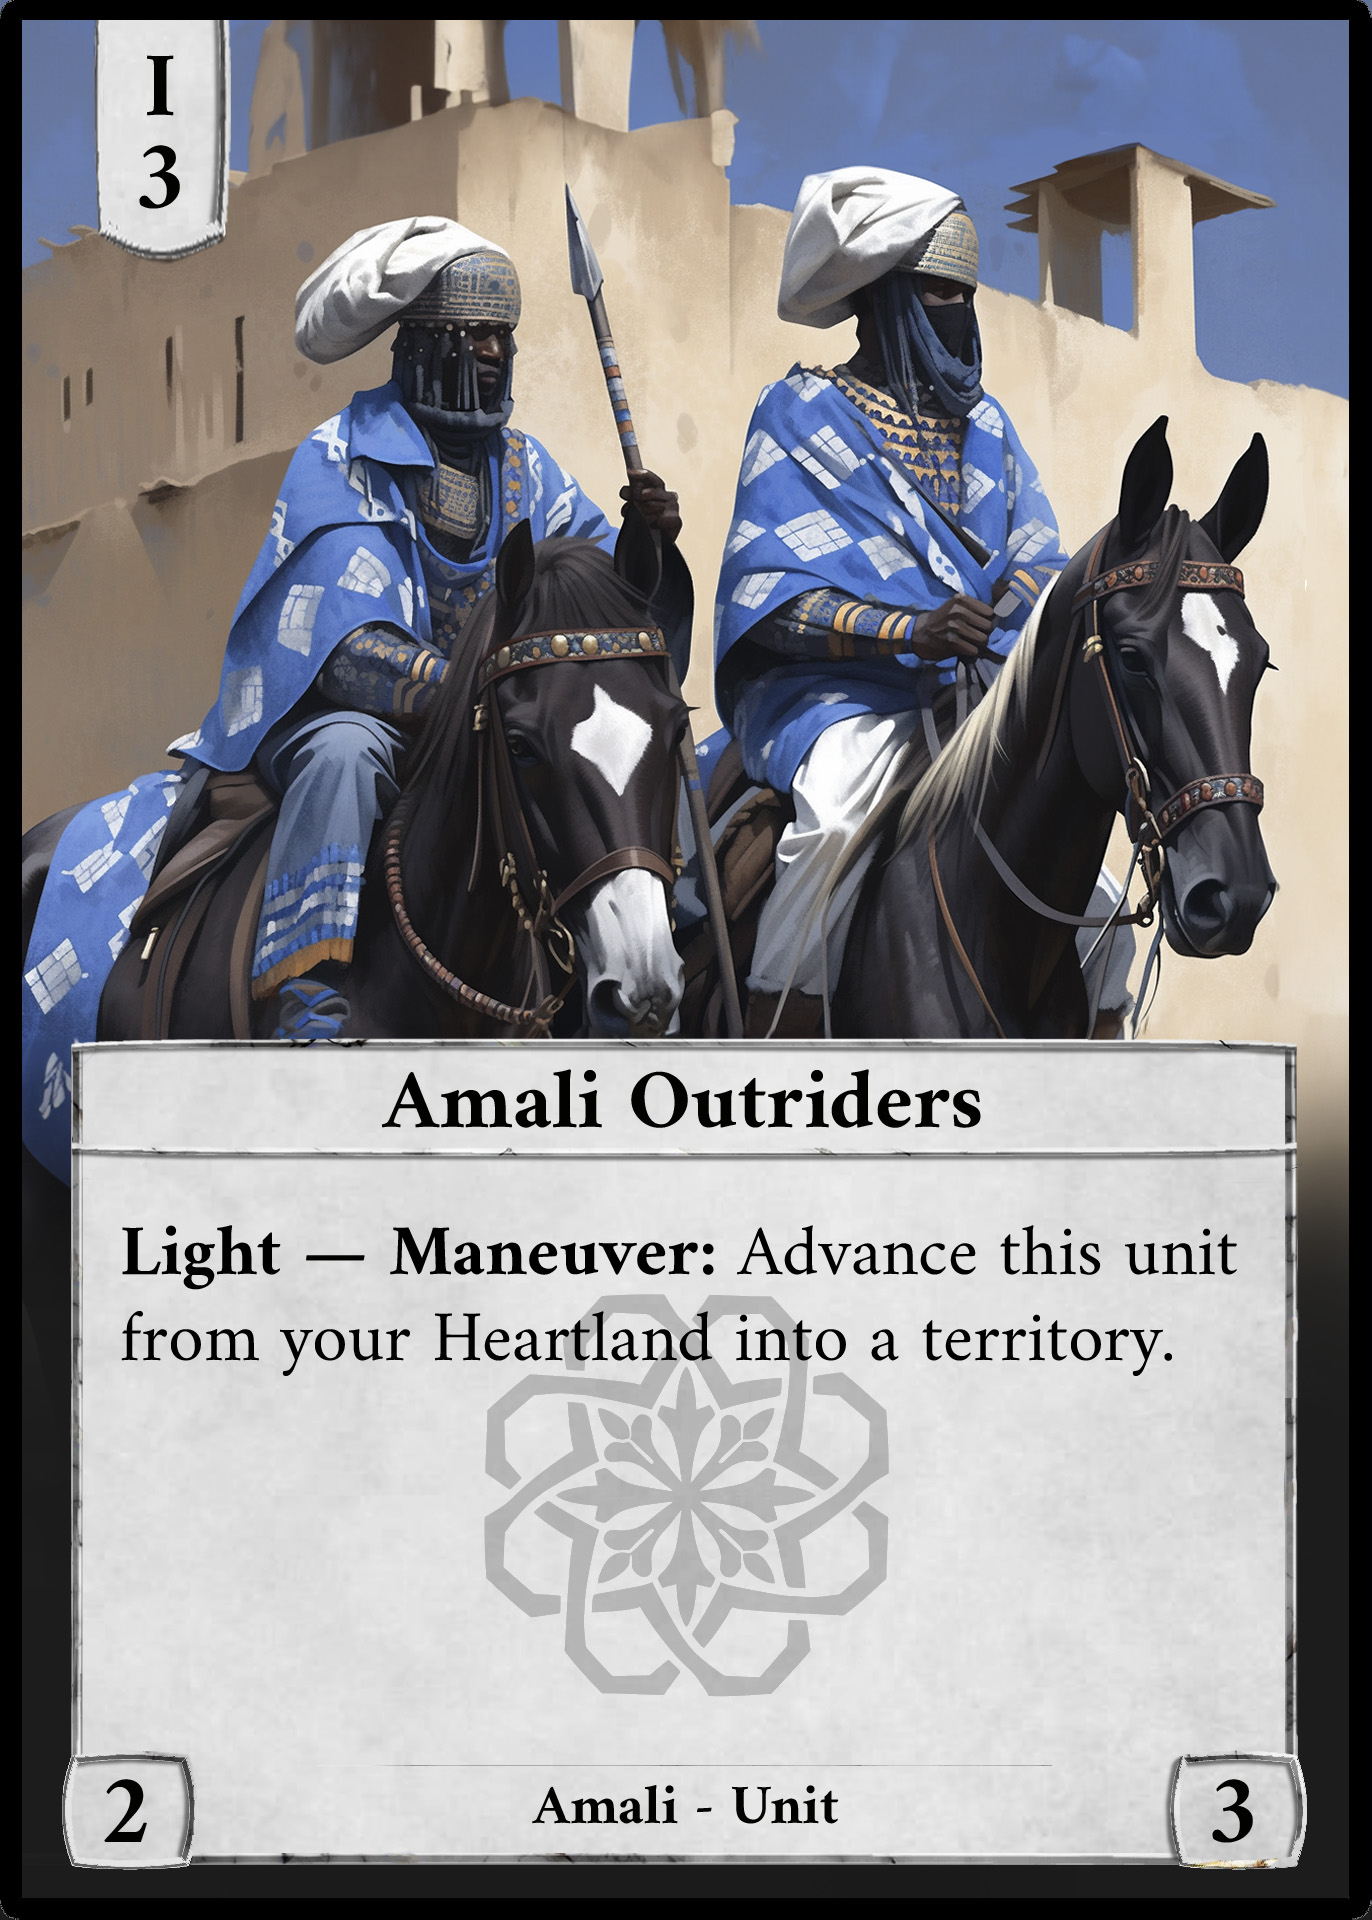 I
3
Amali Outriders
Light — Maneuver: Advance this unit
from your Heartland into a territory.
2
Amali - Unit
3